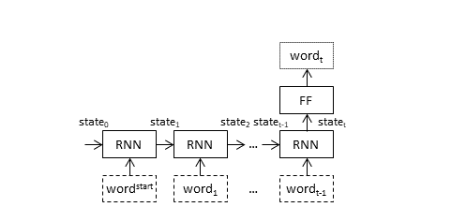 word_t
FF
state_0 state_1 state_2 state_t-1 state_t
RNN RNN ... RNN
word^start word_1 ... word_t-1